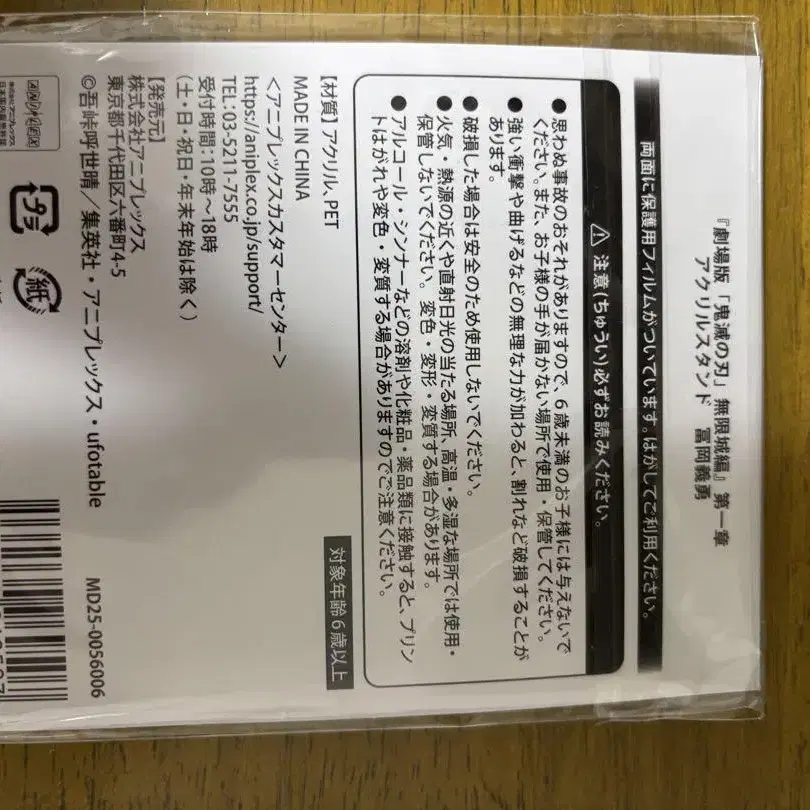 『劇場版「鬼滅の刃」無限城編』第一章
アクリルスタンド 冨岡義勇
両面に保護用フィルムがついています。はがしてご利用ください。
⚠ 注意(ちゅうい)必ずお読みください。
●思わぬ事故のおそれがありますので、6歳未満のお子様には与えないで
ください。また、お子様の手が届かない場所で使用・保管してください。
●強い衝撃や曲げるなどの無理な力が加わると、割れなど破損することが
あります。
●破損した場合は安全のため使用しないでください。
●火気・熱源の近くや直射日光の当たる場所、高温・多湿な場所では使用・
保管しないでください。変色・変形・変質する場合があります。
●アルコール・シンナーなどの溶剤や化粧品・薬品類に接触すると、プリン
トはがれや変色・変質する場合がありますのでご注意ください。
【材質】アクリル、PET
対象年齢6歳以上
MADE IN CHINA
<アニプレックスカスタマーセンター>
https://aniplex.co.jp/support/
TEL:03-5211-7555
受付時間:10時～18時
(土・日・祝日・年末年始は除く)
【発売元】
株式会社アニプレックス
東京都千代田区六番町4-5
©吾峠呼世晴／集英社・アニプレックス・ufotable
MD25-0056006
ANIPLEX
株式会社アニプレックス
プラ
紙